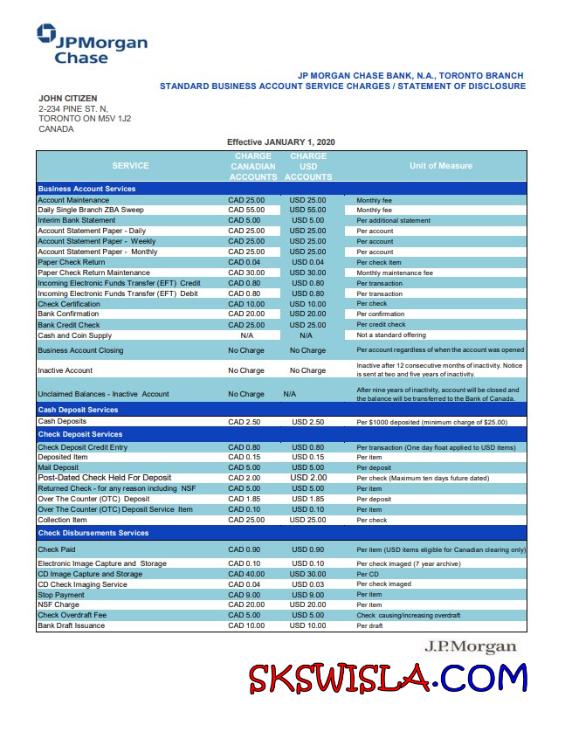 JPMorgan
Chase
JP MORGAN CHASE BANK, N.A., TORONTO BRANCH
STANDARD BUSINESS ACCOUNT SERVICE CHARGES / STATEMENT OF DISCLOSURE
JOHN CITIZEN
2-234 PINE ST. N,
TORONTO ON M5V 1J2
CANADA
Effective JANUARY 1, 2020
SERVICE CHARGE CANADIAN ACCOUNTS CHARGE USD ACCOUNTS Unit of Measure
Business Account Services
Account Maintenance CAD 25.00 USD 25.00 Monthly fee
Daily Single Branch ZBA Sweep CAD 55.00 USD 55.00 Monthly fee
Interim Bank Statement CAD 5.00 USD 5.00 Per additional statement
Account Statement Paper - Daily CAD 25.00 USD 25.00 Per account
Account Statement Paper - Weekly CAD 25.00 USD 25.00 Per account
Account Statement Paper - Monthly CAD 25.00 USD 25.00 Per account
Paper Check Return CAD 0.04 USD 0.04 Per check item
Paper Check Return Maintenance CAD 30.00 USD 30.00 Monthly maintenance fee
Incoming Electronic Funds Transfer (EFT) Credit CAD 0.80 USD 0.80 Per transaction
Incoming Electronic Funds Transfer (EFT) Debit CAD 0.80 USD 0.80 Per transaction
Check Certification CAD 10.00 USD 10.00 Per check
Bank Confirmation CAD 20.00 USD 20.00 Per confirmation
Bank Credit Check CAD 25.00 USD 25.00 Per credit check
Cash and Coin Supply N/A N/A Not a standard offering
Business Account Closing No Charge No Charge Per account regardless of when the account was opened
Inactive Account No Charge No Charge Inactive after 12 consecutive months of inactivity. Notice
is sent at two and five years of inactivity.
Unclaimed Balances - Inactive Account No Charge N/A After nine years of inactivity, account will be closed and
the balance will be transferred to the Bank of Canada.
Cash Deposit Services
Cash Deposits CAD 2.50 USD 2.50 Per $1000 deposited (minimum charge of $25.00)
Check Deposit Services
Check Deposit Credit Entry CAD 0.80 USD 0.80 Per transaction (One day float applied to USD items)
Deposited Item CAD 0.15 USD 0.15 Per item
Mail Deposit CAD 5.00 USD 5.00 Per deposit
Post-Dated Check Held For Deposit CAD 2.00 USD 2.00 Per check (Maximum ten days future dated)
Returned Check - for any reason including NSF CAD 5.00 USD 5.00 Per item
Over The Counter (OTC) Deposit CAD 1.85 USD 1.85 Per deposit
Over The Counter (OTC) Deposit Service Item CAD 0.10 USD 0.10 Per item
Collection Item CAD 25.00 USD 25.00 Per check
Check Disbursements Services
Check Paid CAD 0.90 USD 0.90 Per item (USD items eligible for Canadian clearing only)
Electronic Image Capture and Storage CAD 0.10 USD 0.10 Per check imaged (7 year archive)
CD Image Capture and Storage CAD 40.00 USD 30.00 Per CD
CD Check Imaging Service CAD 0.04 USD 0.03 Per check imaged
Stop Payment CAD 9.00 USD 9.00 Per item
NSF Charge CAD 20.00 USD 20.00 Per item
Check Overdraft Fee CAD 5.00 USD 5.00 Check causing/increasing overdraft
Bank Draft Issuance CAD 10.00 USD 10.00 Per draft
J.P.Morgan
SKSWISLA.COM